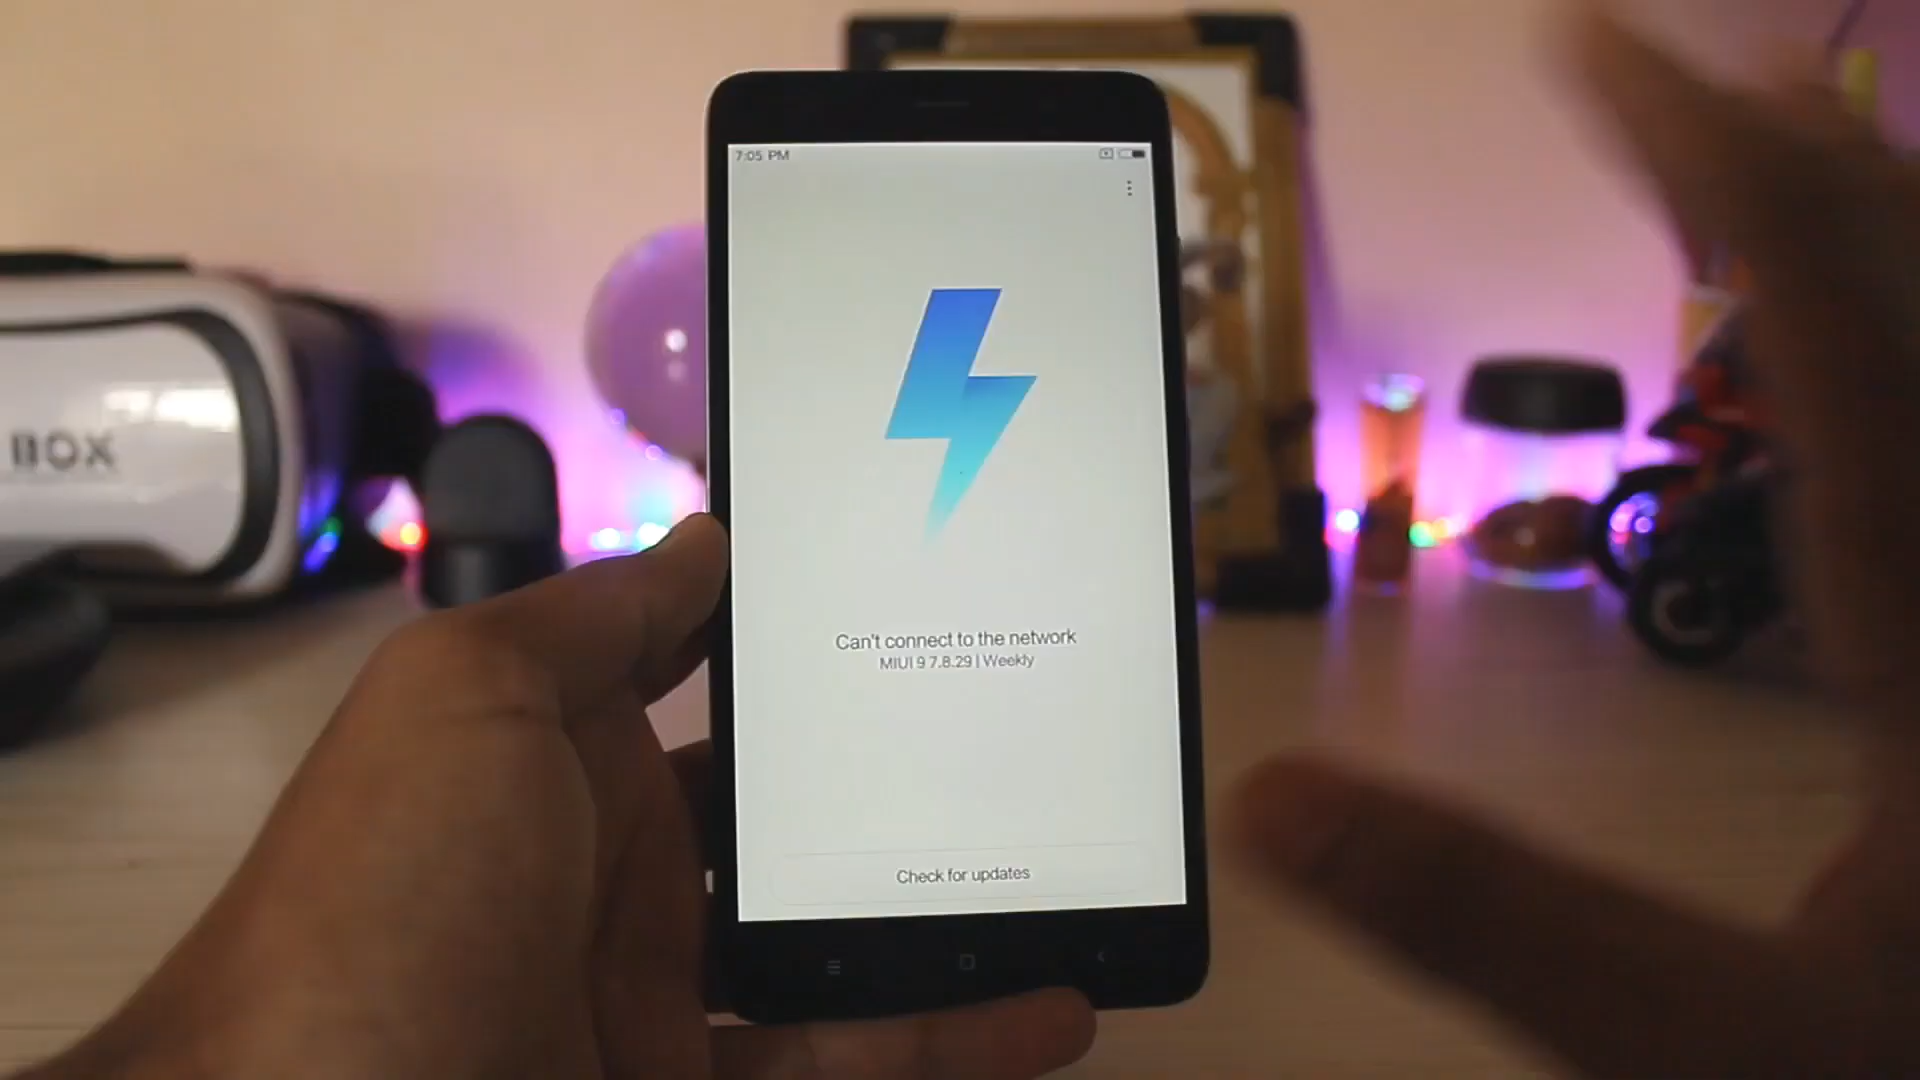 7:05 PM
BOX
Can't connect to the network
MIUI 9 7.8.29 | Weekly
Check for updates